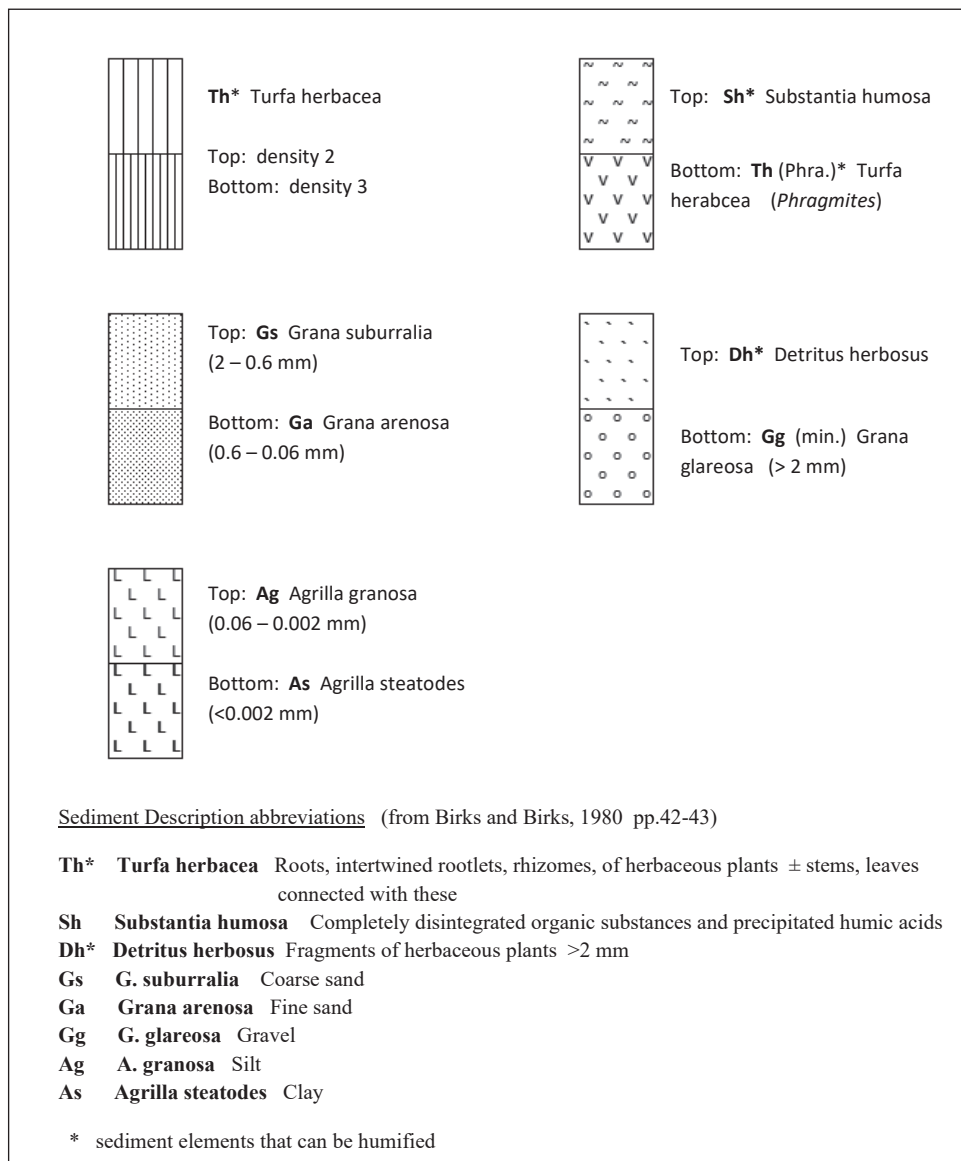 Th* Turfa herbacea
Top: density 2
Bottom: density 3
Top: Sh* Substantia humosa
Bottom: Th (Phra.)* Turfa
herabcea (Phragmites)
Top: Gs Grana suburralia
(2 – 0.6 mm)
Bottom: Ga Grana arenosa
(0.6 – 0.06 mm)
Top: Dh* Detritus herbosus
Bottom: Gg (min.) Grana
glareosa (> 2 mm)
Top: Ag Agrilla granosa
(0.06 – 0.002 mm)
Bottom: As Agrilla steatodes
(<0.002 mm)
Sediment Description abbreviations (from Birks and Birks, 1980 pp.42-43)
Th* Turfa herbacea Roots, intertwined rootlets, rhizomes, of herbaceous plants ± stems, leaves
connected with these
Sh Substantia humosa Completely disintegrated organic substances and precipitated humic acids
Dh* Detritus herbosus Fragments of herbaceous plants >2 mm
Gs G. suburralia Coarse sand
Ga Grana arenosa Fine sand
Gg G. glareosa Gravel
Ag A. granosa Silt
As Agrilla steatodes Clay
* sediment elements that can be humified